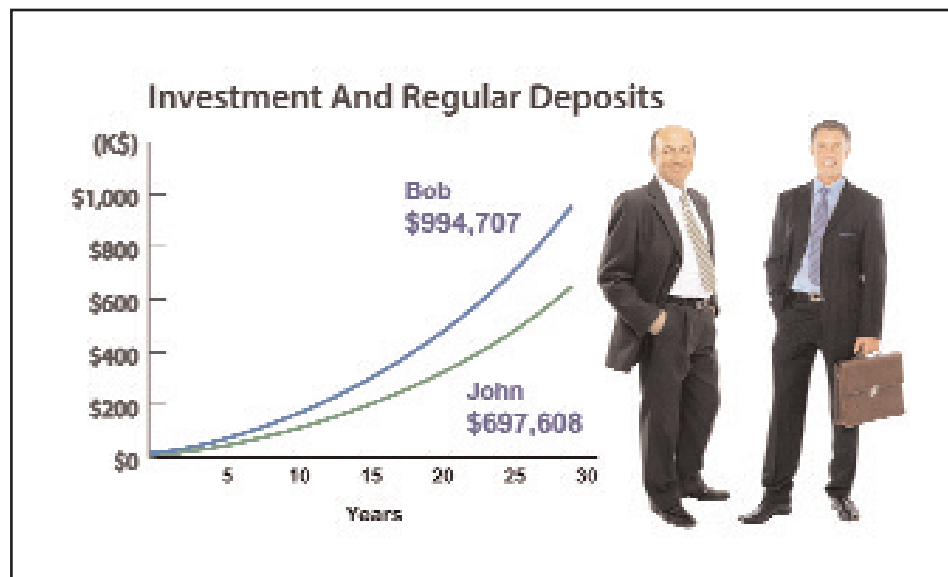 Investment And Regular Deposits
(K$)
$1,000
$800
$600
$400
$200
$0
Bob
$994,707
John
$697,608
5 10 15 20 25 30
Years